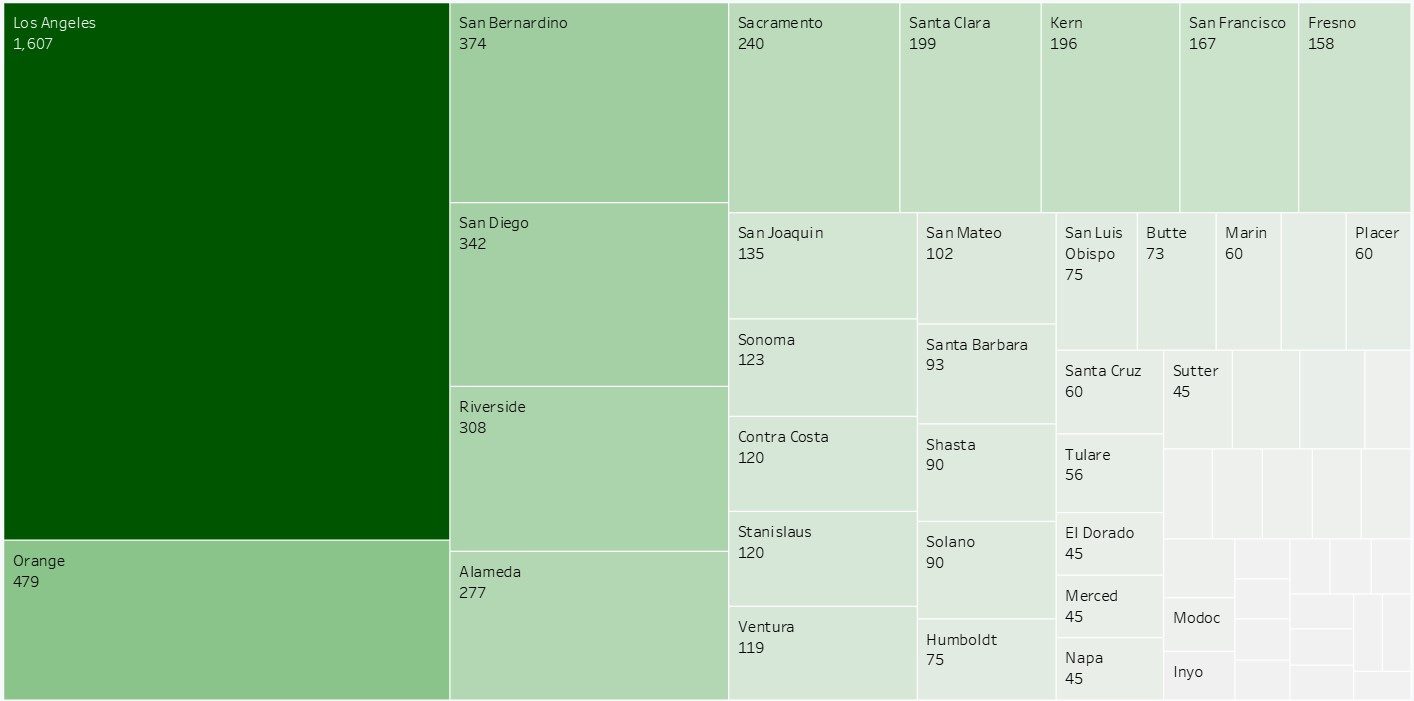 Los Angeles
1,607
Orange
479
San Bernardino
374
San Diego
342
Riverside
308
Alameda
277
Sacramento
240
Santa Clara
199
Kern
196
San Francisco
167
Fresno
158
San Joaquin
135
Sonoma
123
Contra Costa
120
Stanislaus
120
Ventura
119
San Mateo
102
Santa Barbara
93
Shasta
90
Solano
90
Humboldt
75
San Luis
Obispo
75
Butte
73
Marin
60
Placer
60
Santa Cruz
60
Tulare
56
El Dorado
45
Merced
45
Napa
45
Sutter
45
Modoc
Inyo